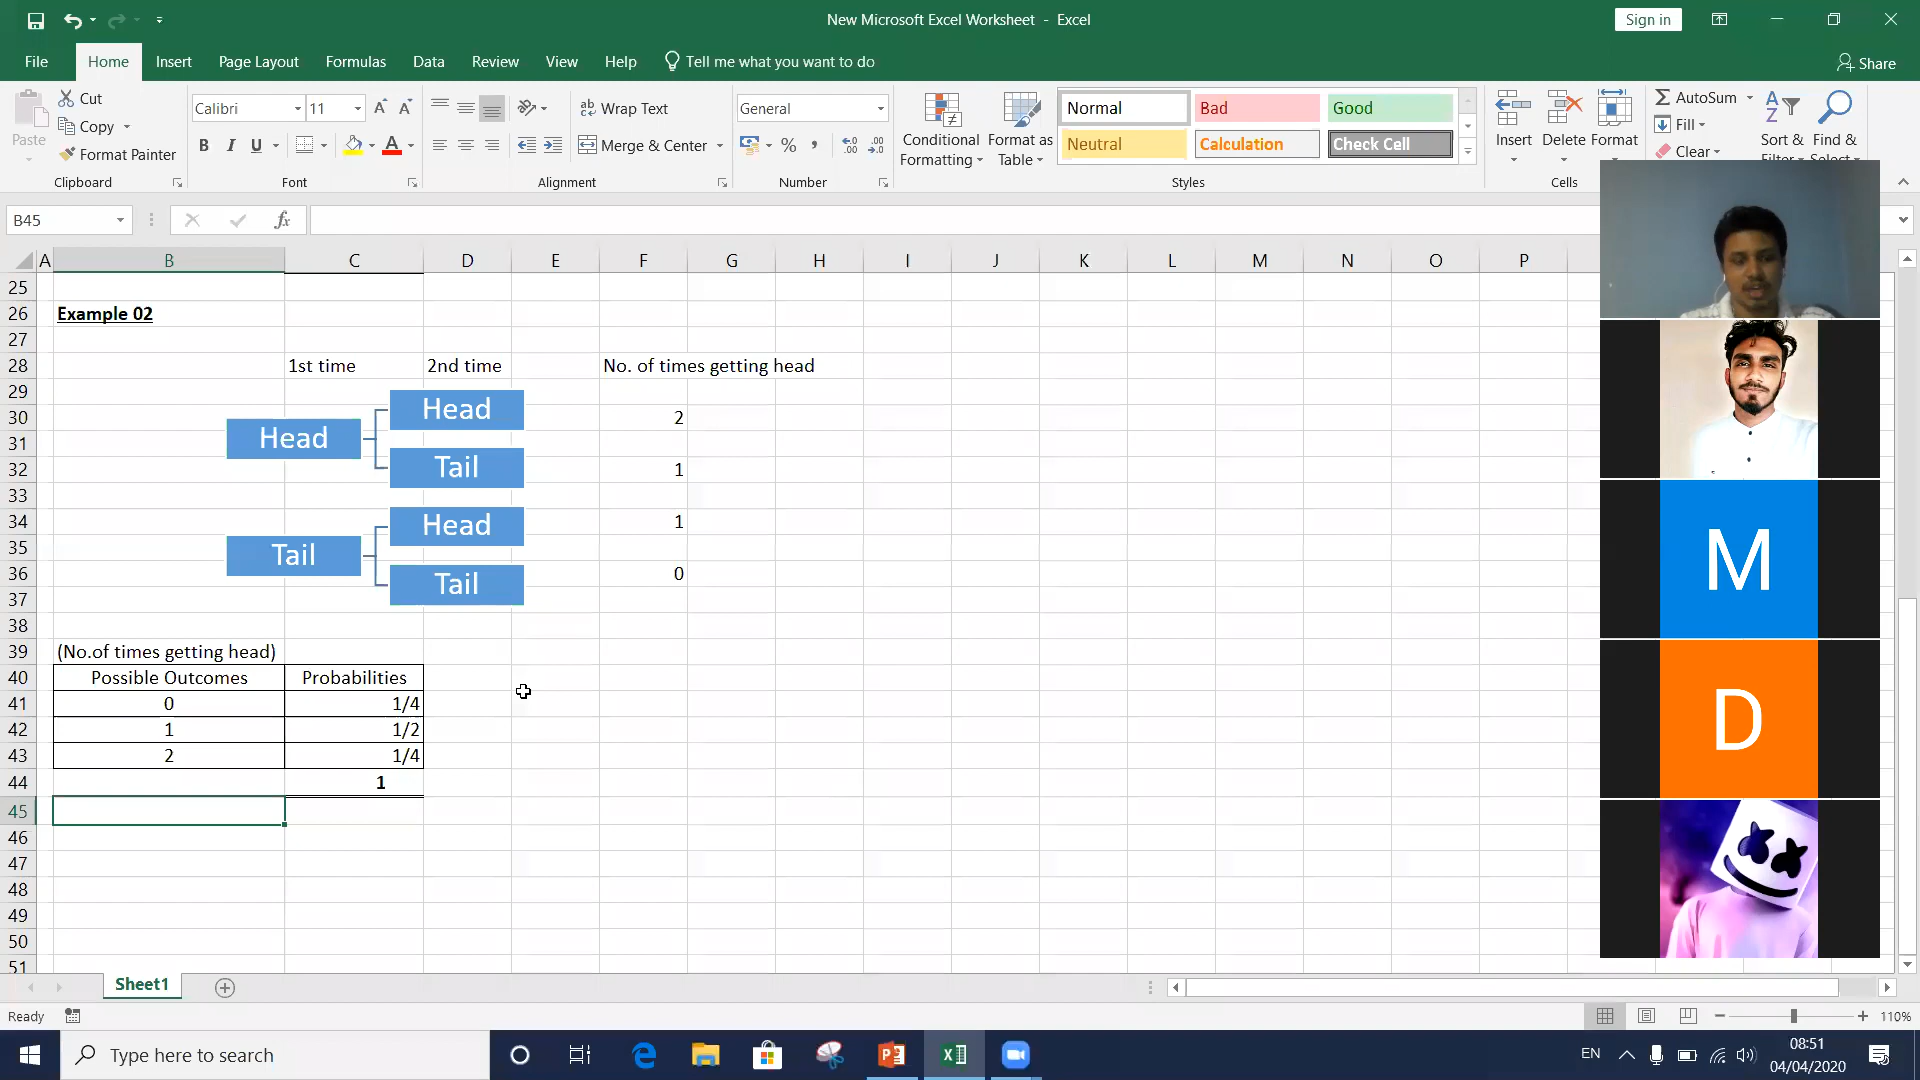 New Microsoft Excel Worksheet - Excel
Sign in
File Home Insert Page Layout Formulas Data Review View Help Tell me what you want to do Share
Paste
Cut
Copy
Format Painter
Clipboard
Calibri 11
B I U
Font
Wrap Text
Merge & Center
Alignment
General
Number
Conditional Formatting
Format as Table
Normal Bad Good
Neutral Calculation Check Cell
Styles
Insert Delete Format
Cells
AutoSum
Fill
Clear
Sort & Filter
Find & Select
B45
fx
A B C D E F G H I J K L M N O P
25
26 Example 02
27
28 1st time 2nd time No. of times getting head
29
Head
30 2
31 Head
32 Tail 1
33
34 Head 1
35 Tail
36 Tail 0
37
38
39 (No.of times getting head)
40 Possible Outcomes Probabilities
41 0 1/4
42 1 1/2
43 2 1/4
44 1
45
46
47
48
49
50
51
M
D
Sheet1
Ready
110%
Type here to search
EN
08:51
04/04/2020